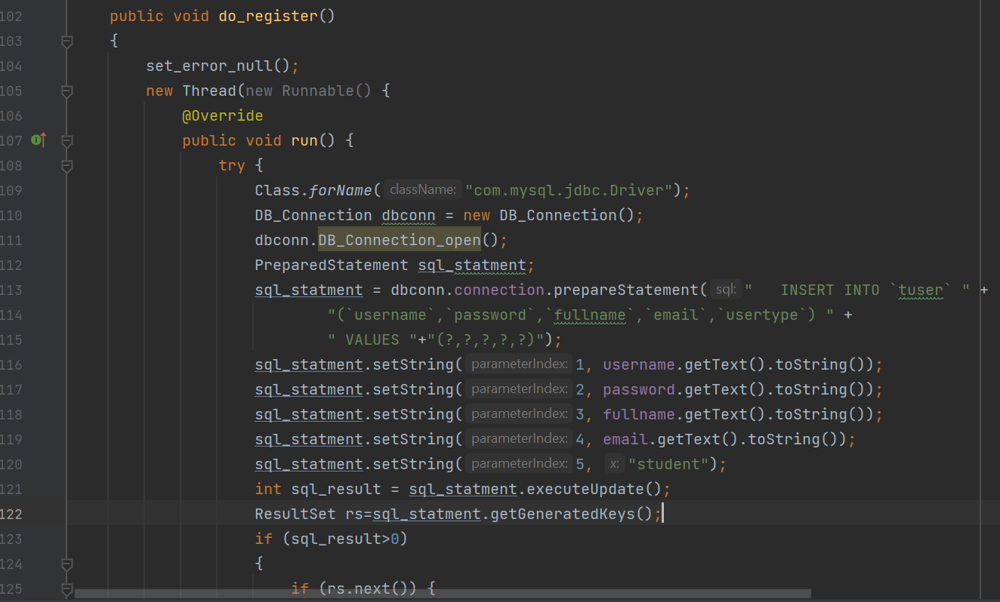 102 public void do_register()
103 {
104 set_error_null();
105 new Thread(new Runnable() {
106 @Override
107 public void run() {
108 try {
109 Class.forName( className: "com.mysql.jdbc.Driver");
110 DB_Connection dbconn = new DB_Connection();
111 dbconn.DB_Connection_open();
112 PreparedStatement sql_statment;
113 sql_statment = dbconn.connection.prepareStatement( sql: "   INSERT INTO `tuser` " +
114 "(`username`,`password`,`fullname`,`email`,`usertype`) " +
115 " VALUES "+"(?,?,?,?,?)");
116 sql_statment.setString( parameterIndex: 1, username.getText().toString());
117 sql_statment.setString( parameterIndex: 2, password.getText().toString());
118 sql_statment.setString( parameterIndex: 3, fullname.getText().toString());
119 sql_statment.setString( parameterIndex: 4, email.getText().toString());
120 sql_statment.setString( parameterIndex: 5, x: "student");
121 int sql_result = sql_statment.executeUpdate();
122 ResultSet rs=sql_statment.getGeneratedKeys();
123 if (sql_result>0)
124 {
125 if (rs.next()) {